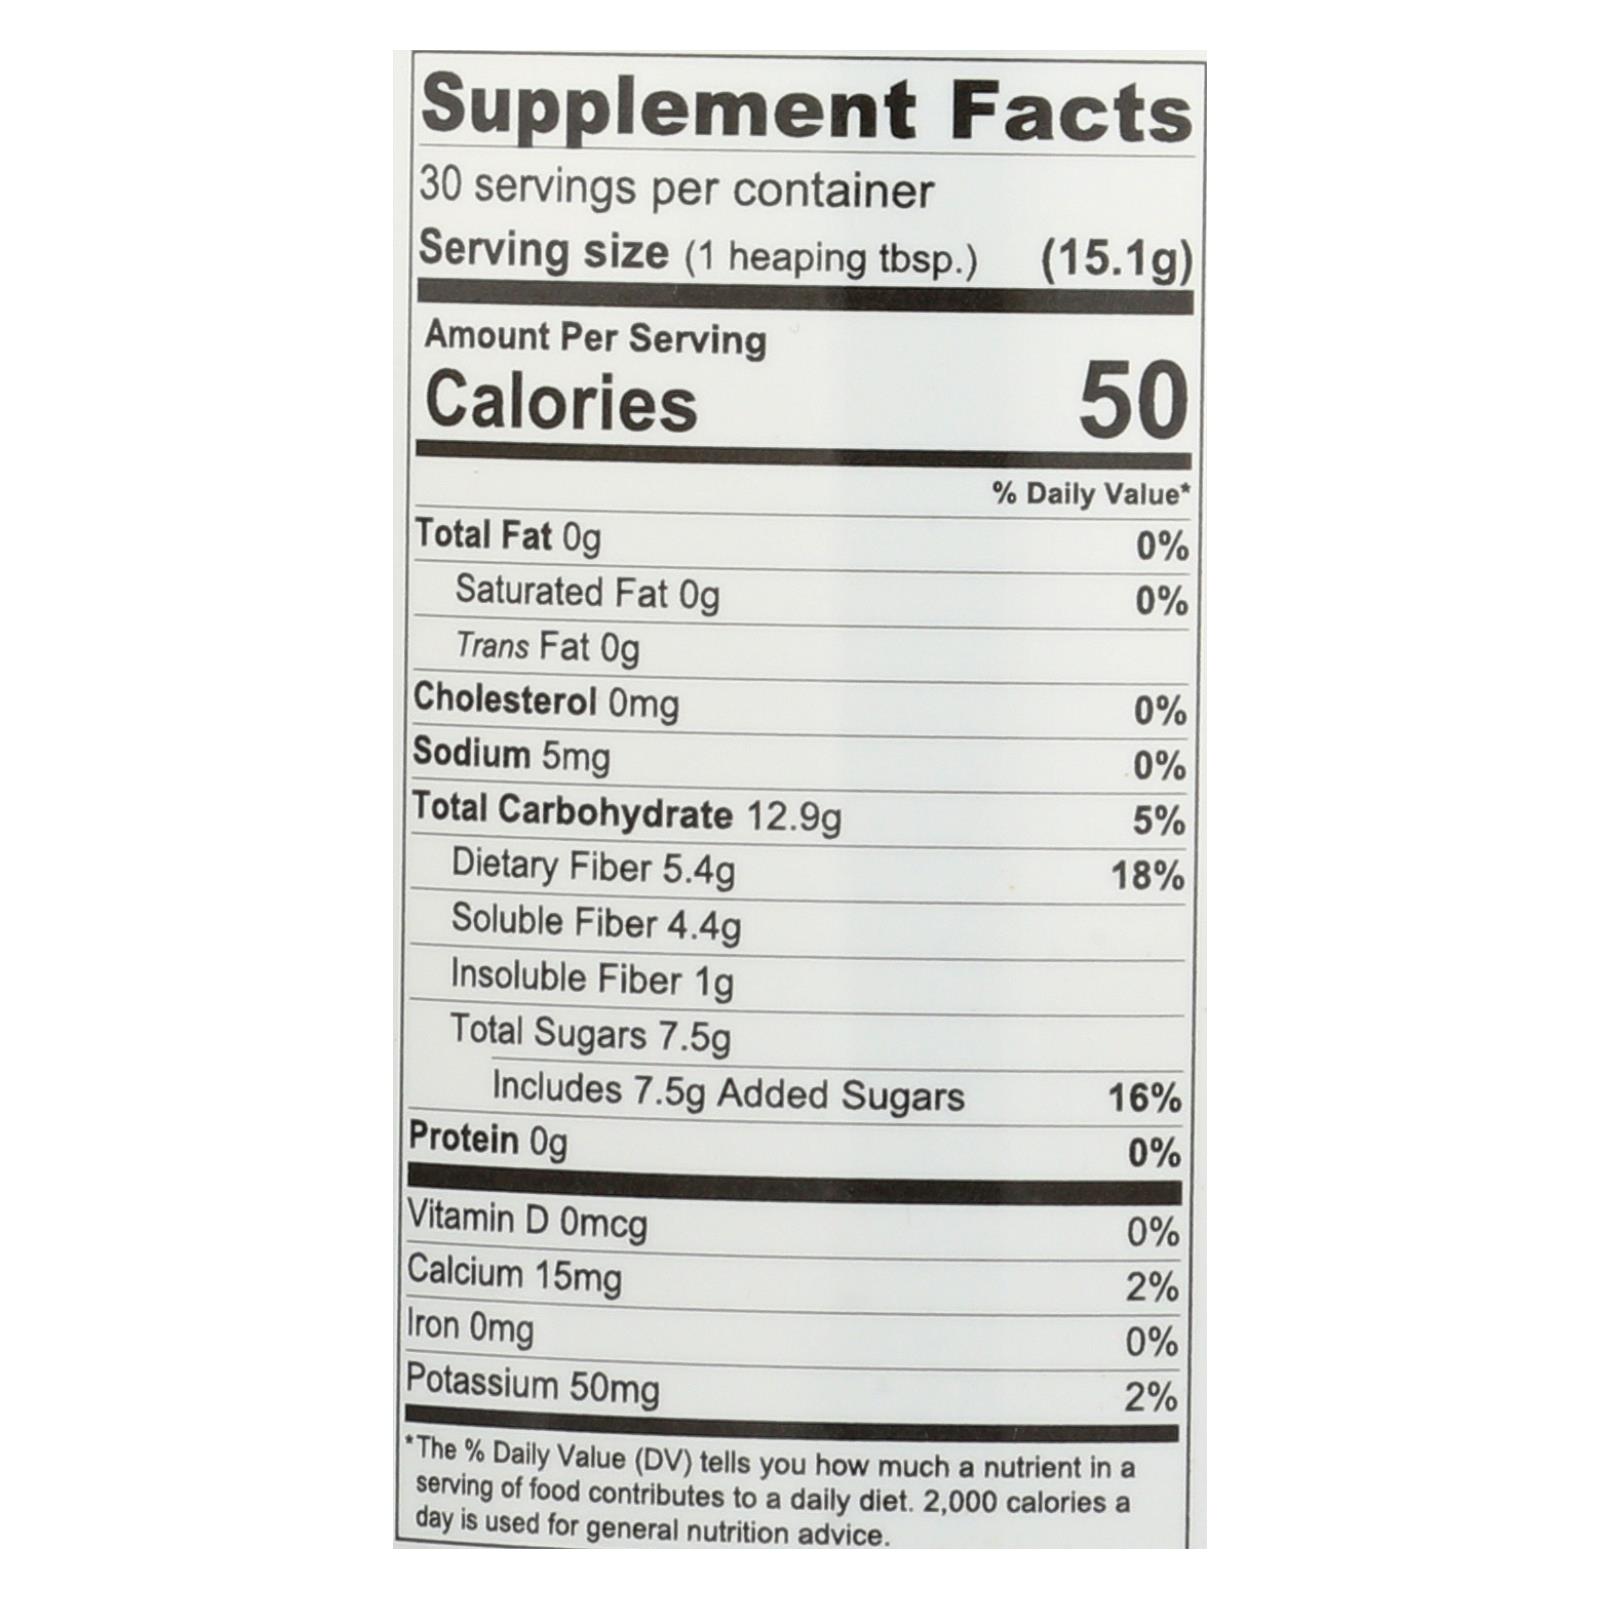 Supplement Facts
30 servings per container
Serving size (1 heaping tbsp.) (15.1g)
Amount Per Serving
Calories 50
% Daily Value*
Total Fat 0g 0%
Saturated Fat 0g 0%
Trans Fat 0g
Cholesterol 0mg 0%
Sodium 5mg 0%
Total Carbohydrate 12.9g 5%
Dietary Fiber 5.4g 18%
Soluble Fiber 4.4g
Insoluble Fiber 1g
Total Sugars 7.5g
Includes 7.5g Added Sugars 16%
Protein 0g 0%
Vitamin D 0mcg 0%
Calcium 15mg 2%
Iron 0mg 0%
Potassium 50mg 2%
*The % Daily Value (DV) tells you how much a nutrient in a
serving of food contributes to a daily diet. 2,000 calories a
day is used for general nutrition advice.